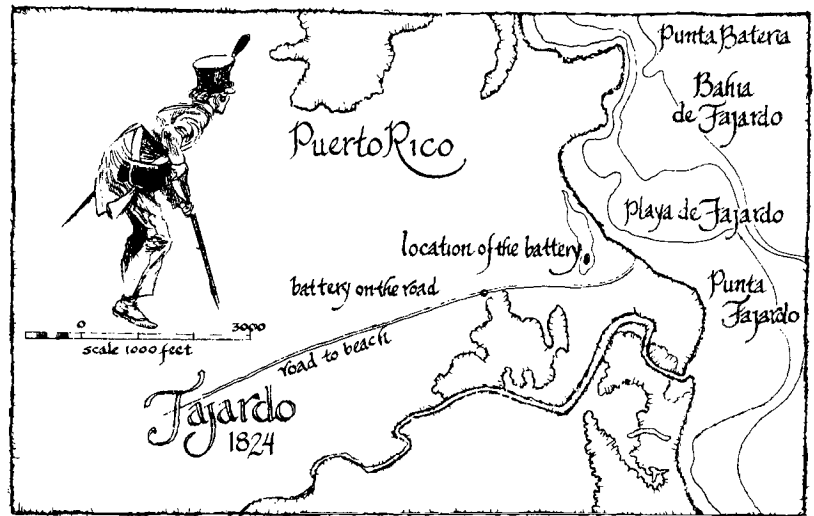 Punta Bateria
Bahia
de Fajardo
Puerto Rico
Playa de Fajardo
location of the battery
battery on the road
Punta
Fajardo
0 3000
scale 1000 feet
road to beach
Fajardo
1824